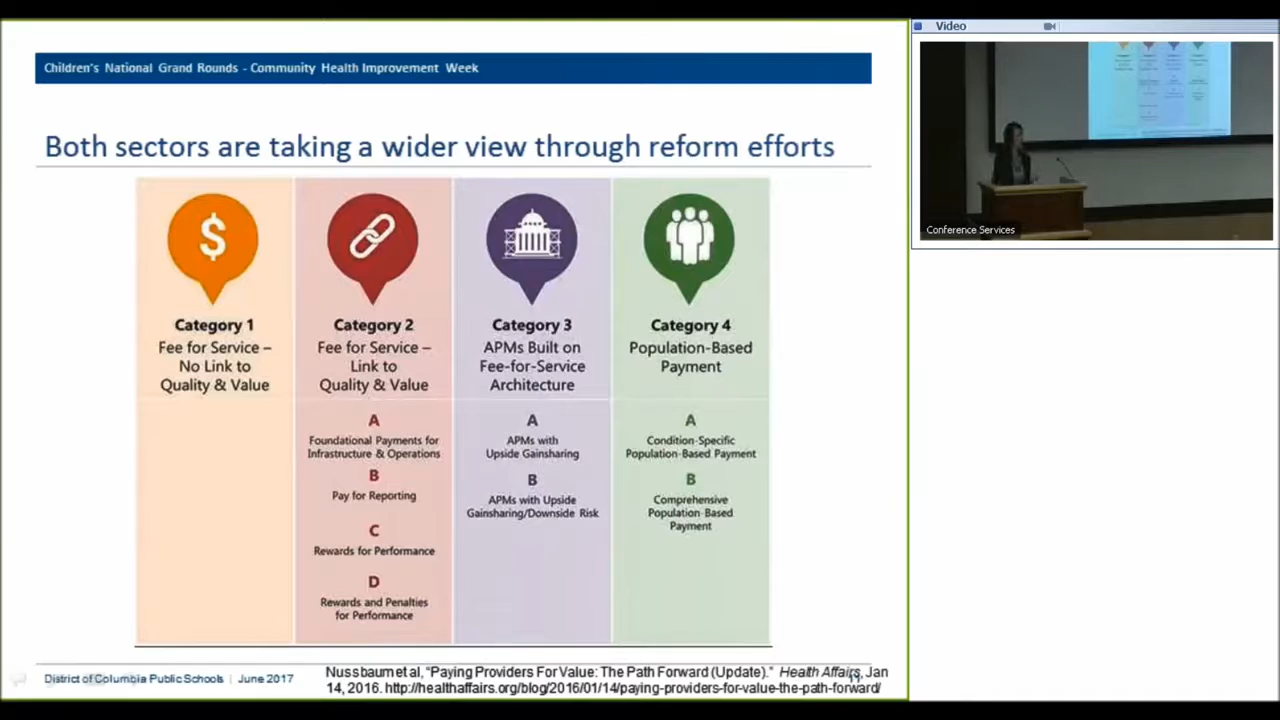 Children's National Grand Rounds - Community Health Improvement Week
Both sectors are taking a wider view through reform efforts
$
Category 1
Fee for Service –
No Link to
Quality & Value
Category 2
Fee for Service –
Link to
Quality & Value
A
Foundational Payments for
Infrastructure & Operations
B
Pay for Reporting
C
Rewards for Performance
D
Rewards and Penalties
for Performance
Category 3
APMs Built on
Fee-for-Service
Architecture
A
APMs with
Upside Gainsharing
B
APMs with Upside
Gainsharing/Downside Risk
Category 4
Population-Based
Payment
A
Condition-Specific
Population-Based Payment
B
Comprehensive
Population-Based
Payment
District of Columbia Public Schools | June 2017
Nussbaum et al, "Paying Providers For Value: The Path Forward (Update)." Health Affairs, Jan
14, 2016. http://healthaffairs.org/blog/2016/01/14/paying-providers-for-value-the-path-forward/
Video
Conference Services